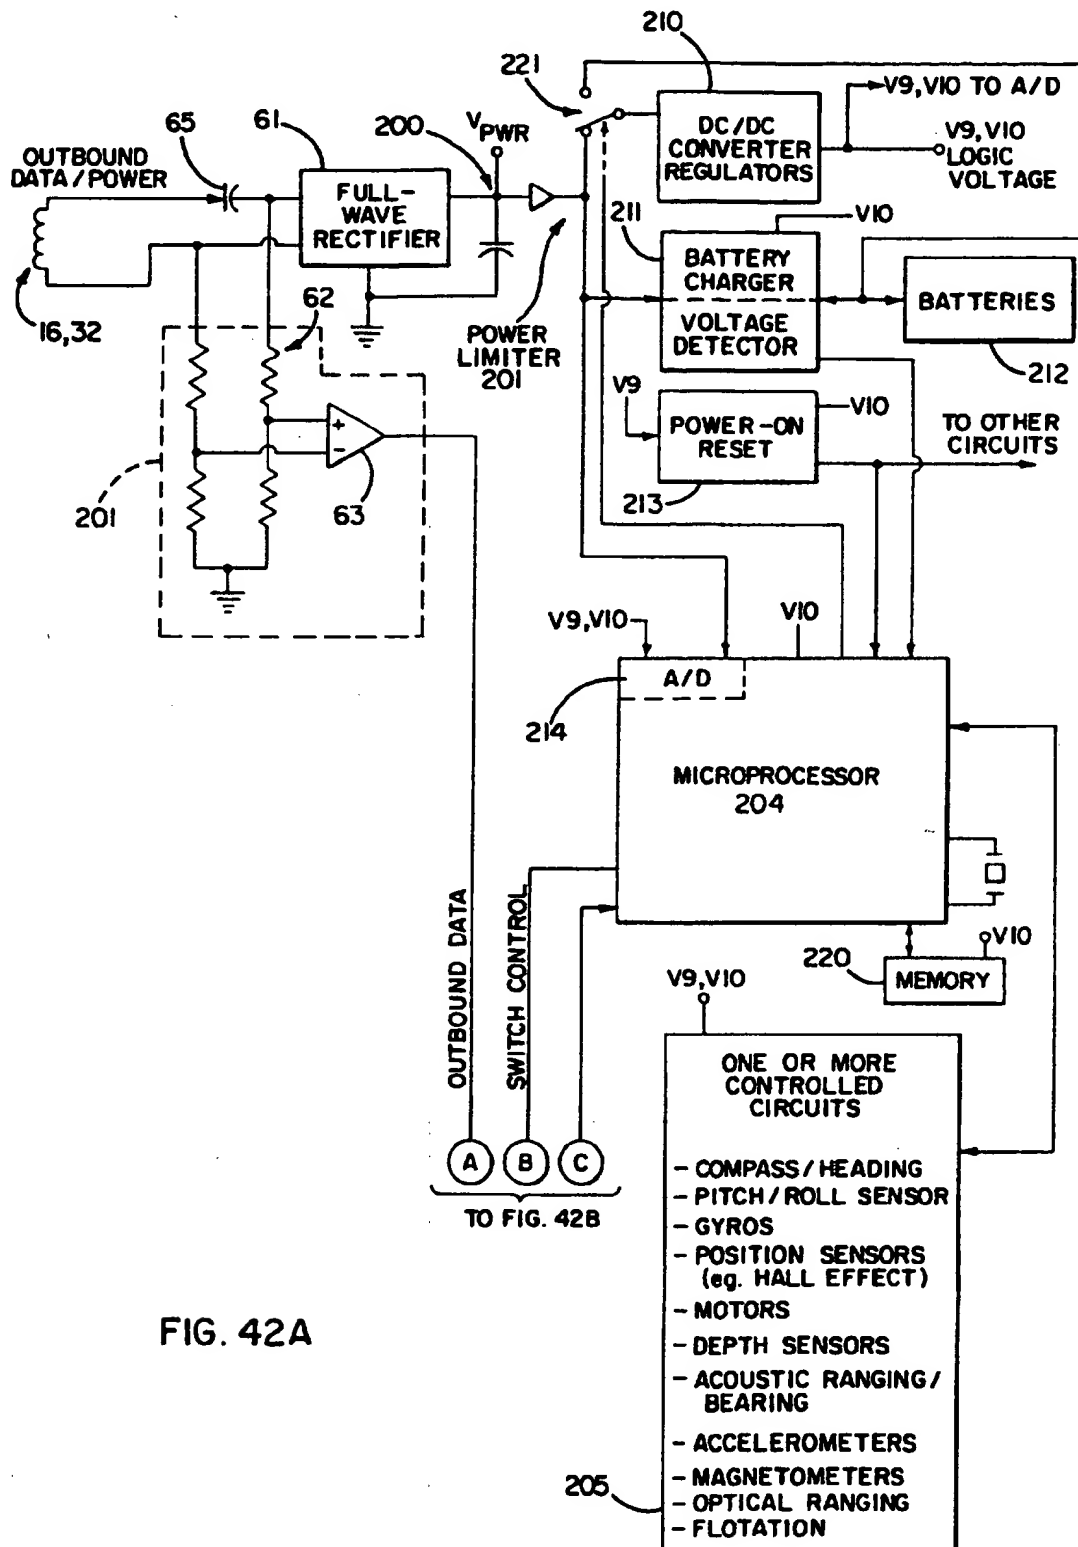 210
221
V9,V10 TO A/D
200
V PWR
61
65
OUTBOUND
DATA/POWER
FULL-
WAVE
RECTIFIER
DC/DC
CONVERTER
REGULATORS
V9,V10
LOGIC
VOLTAGE
211
V10
BATTERY
CHARGER
VOLTAGE
DETECTOR
BATTERIES
212
16,32
62
POWER
LIMITER
201
V9
V10
POWER-ON
RESET
213
TO OTHER
CIRCUITS
+
-
63
201
V9,V10
V10
A/D
214
MICROPROCESSOR
204
OUTBOUND DATA
SWITCH CONTROL
220
MEMORY
V10
V9,V10
A
B
C
TO FIG. 42B
ONE OR MORE
CONTROLLED
CIRCUITS
- COMPASS/HEADING
- PITCH/ROLL SENSOR
- GYROS
- POSITION SENSORS
(eg. HALL EFFECT)
- MOTORS
- DEPTH SENSORS
- ACOUSTIC RANGING/
BEARING
- ACCELEROMETERS
- MAGNETOMETERS
- OPTICAL RANGING
- FLOTATION
205
FIG. 42A